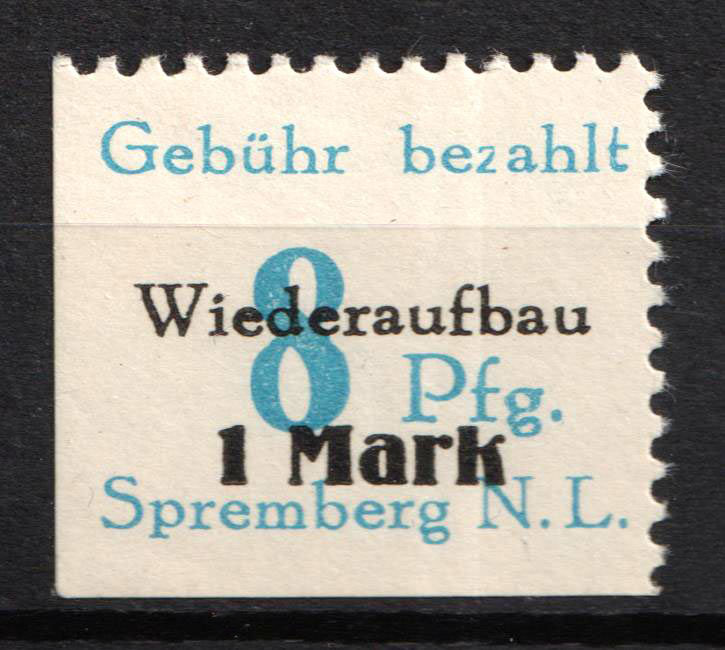 Gebühr bezahlt
Wiederaufbau
8 Pfg.
1 Mark
Spremberg N.L.